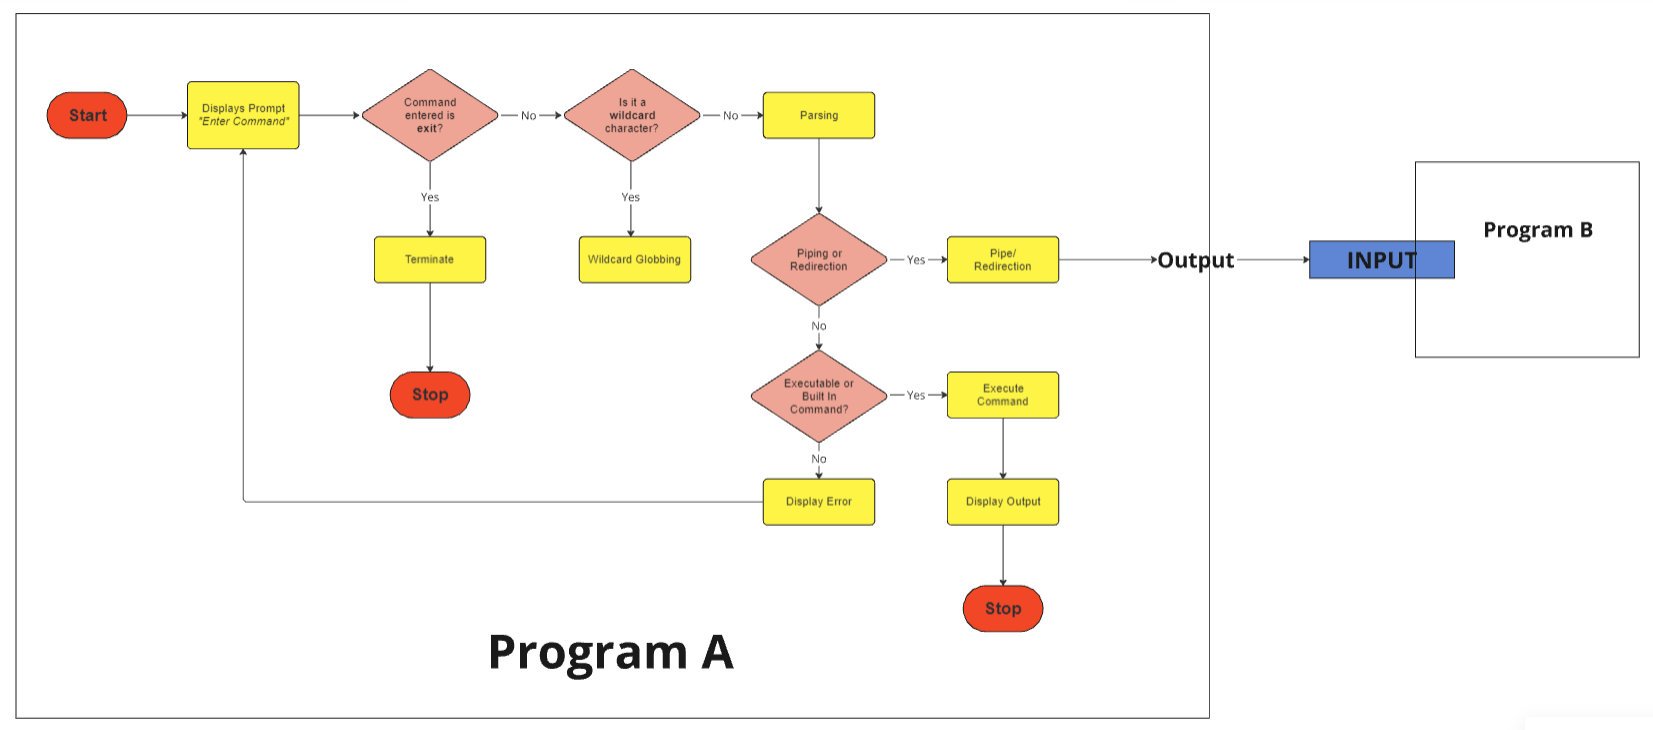 Start
Displays Prompt
"Enter Command"
Command
entered is
exit?
No
Is it a
wildcard
character?
No
Parsing
Yes
Yes
Terminate
Wildcard Globbing
Piping or
Redirection
Yes
Pipe/
Redirection
Output
INPUT
Program B
No
Stop
Executable or
Built In
Command?
Yes
Execute
Command
No
Display Error
Display Output
Stop
Program A